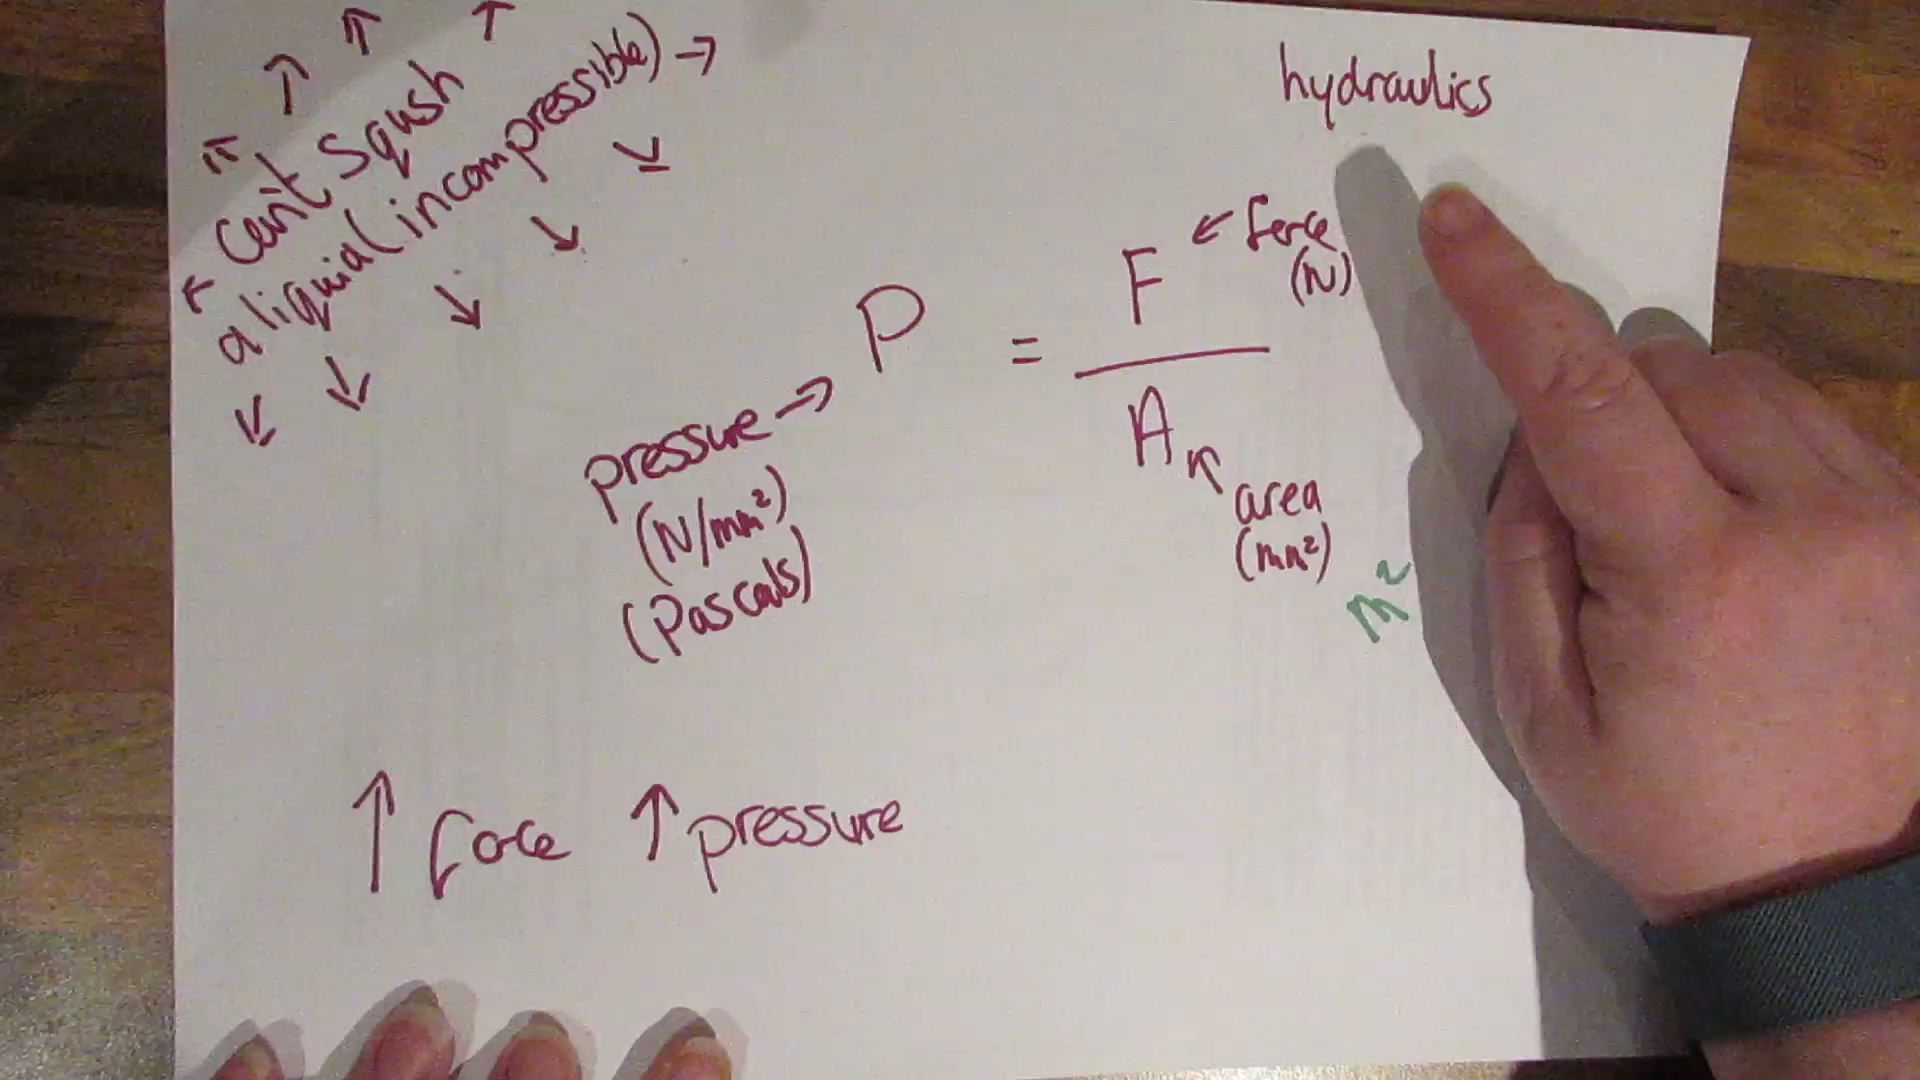 hydraulics
can't squash
a liquid (incompressible) →
P = F / A
← force
(N)
pressure →
(N/mm²)
(Pascals)
area
(mm²)
m²
↑ force ↑ pressure